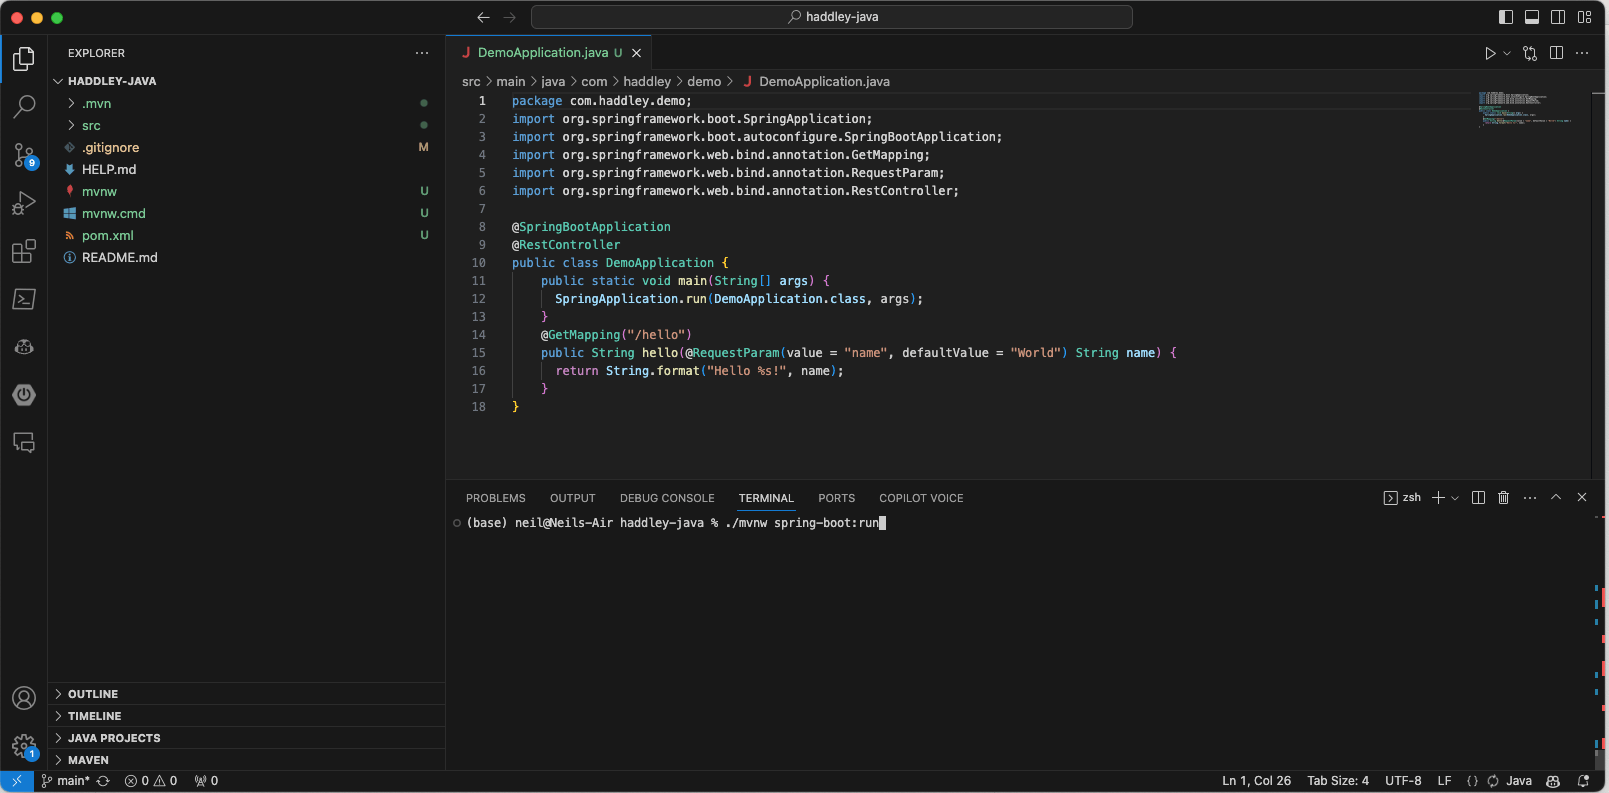 haddley-java
EXPLORER
HADDLEY-JAVA
.mvn
src
.gitignore M
HELP.md
mvnw U
mvnw.cmd U
pom.xml U
README.md
9
1
OUTLINE
TIMELINE
JAVA PROJECTS
MAVEN
J DemoApplication.java U
src > main > java > com > haddley > demo > J DemoApplication.java
1 package com.haddley.demo;
2 import org.springframework.boot.SpringApplication;
3 import org.springframework.boot.autoconfigure.SpringBootApplication;
4 import org.springframework.web.bind.annotation.GetMapping;
5 import org.springframework.web.bind.annotation.RequestParam;
6 import org.springframework.web.bind.annotation.RestController;
7
8 @SpringBootApplication
9 @RestController
10 public class DemoApplication {
11 public static void main(String[] args) {
12 SpringApplication.run(DemoApplication.class, args);
13 }
14 @GetMapping("/hello")
15 public String hello(@RequestParam(value = "name", defaultValue = "World") String name) {
16 return String.format("Hello %s!", name);
17 }
18 }
PROBLEMS OUTPUT DEBUG CONSOLE TERMINAL PORTS COPILOT VOICE
zsh
(base) neil@Neils-Air haddley-java % ./mvnw spring-boot:run
main* 0 0 0
Ln 1, Col 26 Tab Size: 4 UTF-8 LF {} Java